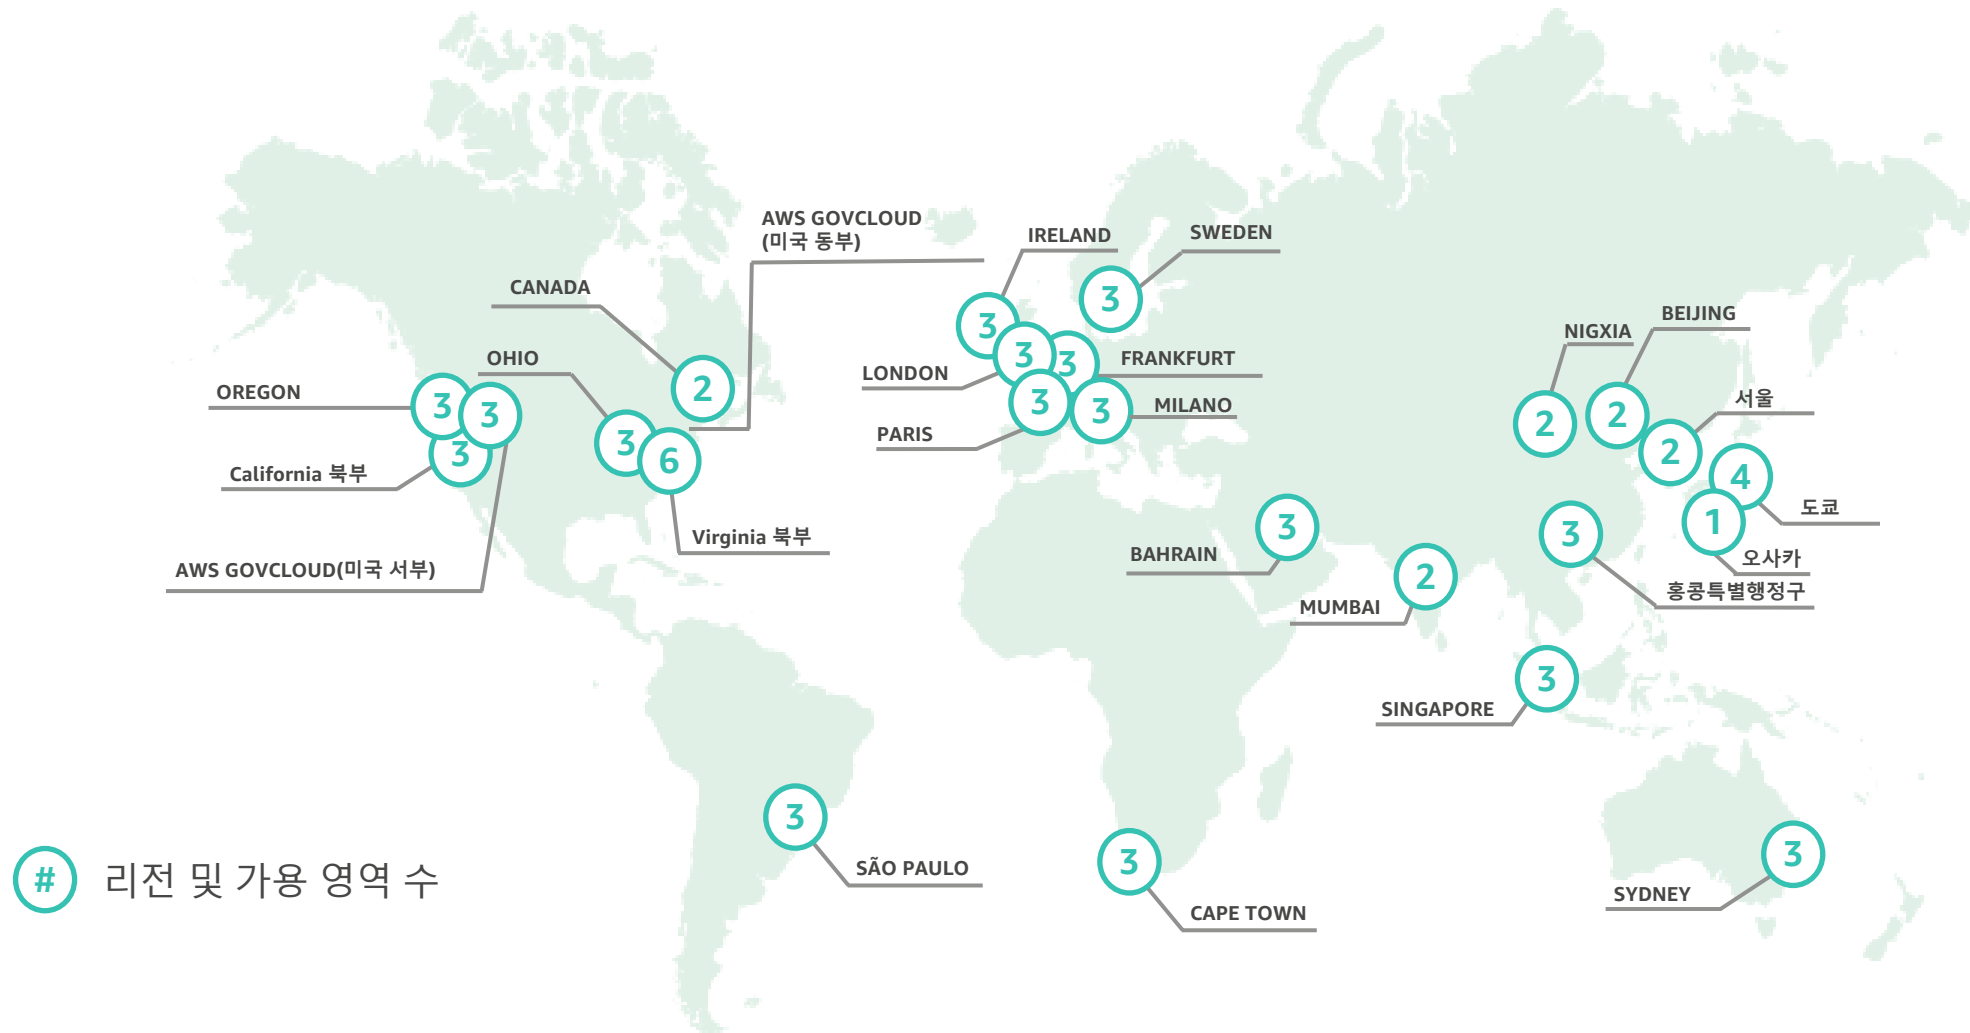 AWS GOVCLOUD
(미국 동부)
IRELAND
SWEDEN
CANADA
3
3
BEIJING
NIGXIA
OHIO
3
3
FRANKFURT
LONDON
OREGON
2
3
3
3
3
MILANO
2
2
서울
PARIS
3
6
3
2
California 북부
4
도쿄
1
Virginia 북부
3
3
BAHRAIN
오사카
AWS GOVCLOUD(미국 서부)
2
MUMBAI
홍콩특별행정구
3
SINGAPORE
3
SÃO PAULO
3
CAPE TOWN
3
SYDNEY
# 리전 및 가용 영역 수